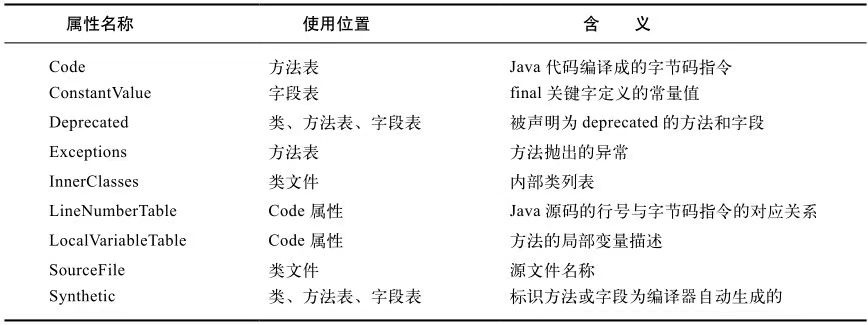 属性名称 使用位置 含 义
Code 方法表 Java 代码编译成的字节码指令
ConstantValue 字段表 final 关键字定义的常量值
Deprecated 类、方法表、字段表 被声明为 deprecated 的方法和字段
Exceptions 方法表 方法抛出的异常
InnerClasses 类文件 内部类列表
LineNumberTable Code 属性 Java 源码的行号与字节码指令的对应关系
LocalVariableTable Code 属性 方法的局部变量描述
SourceFile 类文件 源文件名称
Synthetic 类、方法表、字段表 标识方法或字段为编译器自动生成的